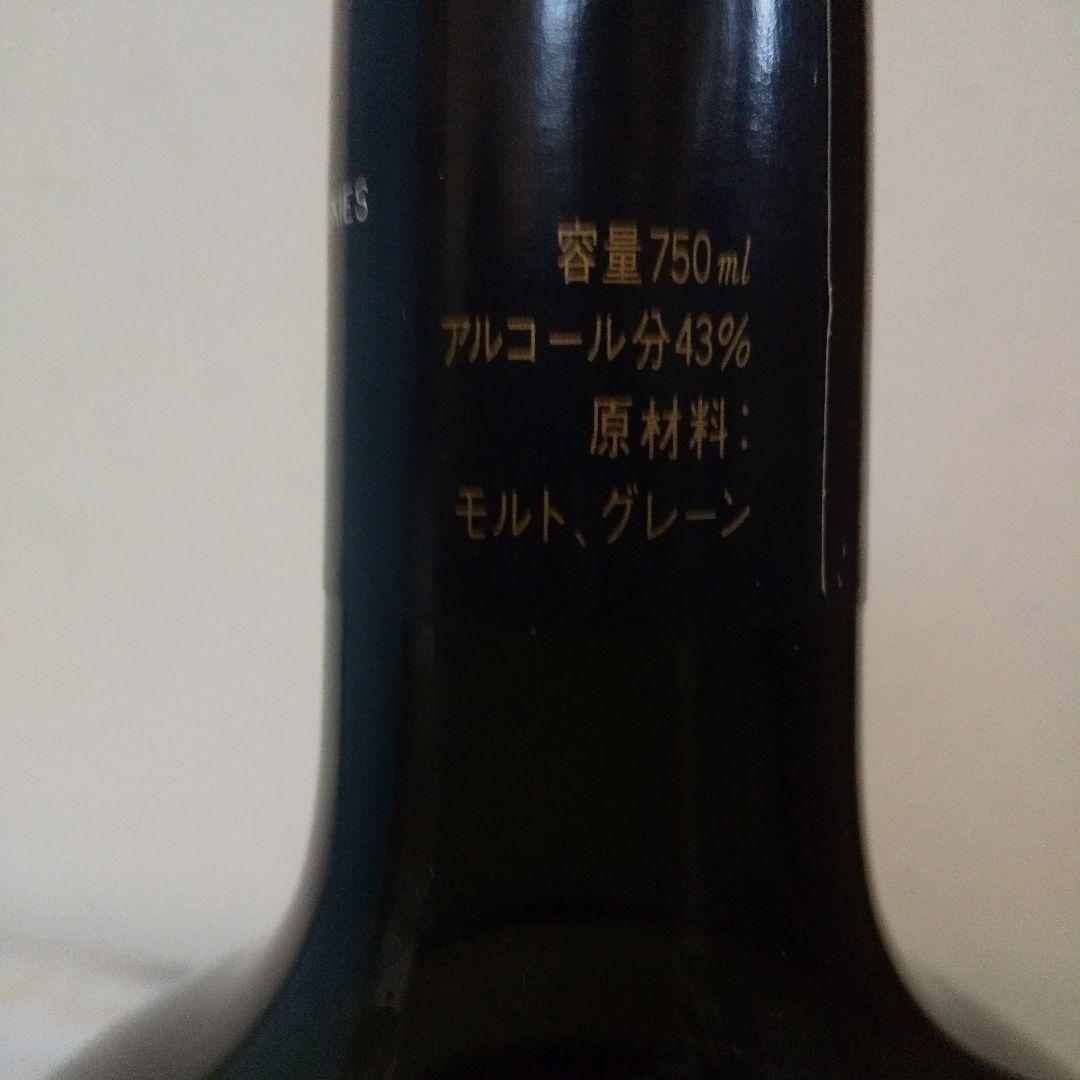 容量750ml
アルコール分43%
原材料:
モルト、グレーン